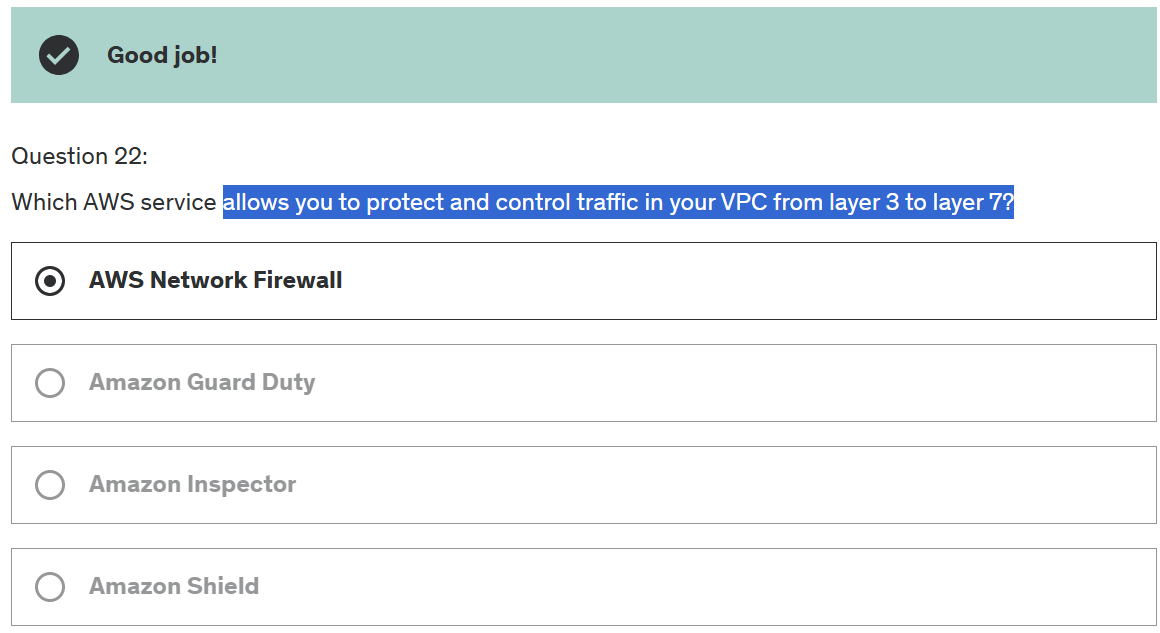 Good job!
Question 22:
Which AWS service allows you to protect and control traffic in your VPC from layer 3 to layer 7?
AWS Network Firewall
Amazon Guard Duty
Amazon Inspector
Amazon Shield